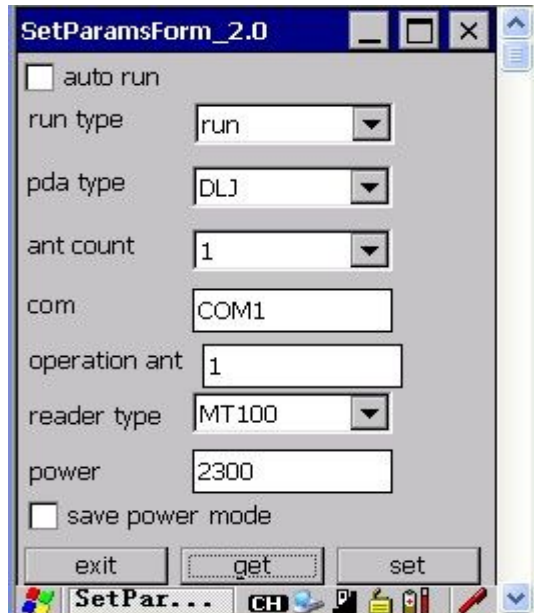 SetParamsForm_2.0
auto run
run type run
pda type DLJ
ant count 1
com COM1
operation ant 1
reader type MT100
power 2300
save power mode
exit get set
SetPar... CH